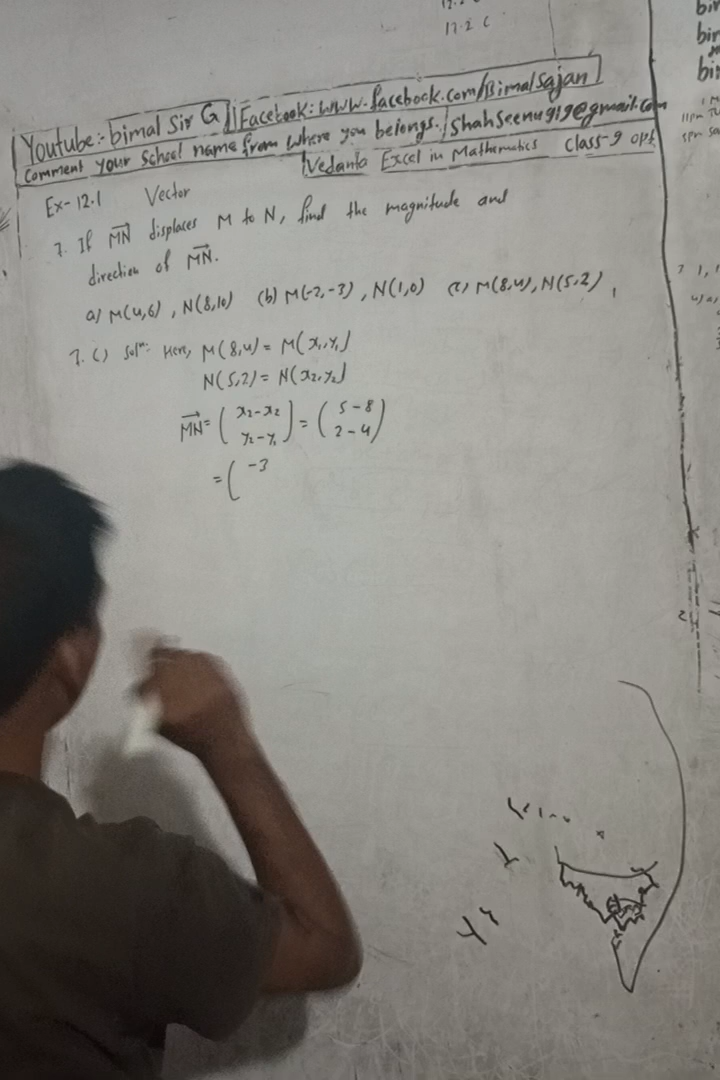 17.2 C
Youtube:- bimal Sir G || Facebook: www.facebook.com/Bimalsajan
Comment your School name from where you belongs. / shahseenu919@gmail.com
Vedanta Excel in Mathematics class-9 opt
Ex-12.1 Vector
7. If MN⃗ displaces M to N, find the magnitude and
direction of MN⃗.
a) M(4,6), N(8,10) (b) M(-2,-3), N(1,0) (c) M(8,4), N(5,2),
7. c) Solⁿ: Here, M(8,4) = M(x₁,y₁)
N(5,2) = N(x₂,y₂)
MN⃗ = ( x₂-x₂ ) = ( 5-8 )
( y₂-y₁ ) ( 2-4 )
= ( -3